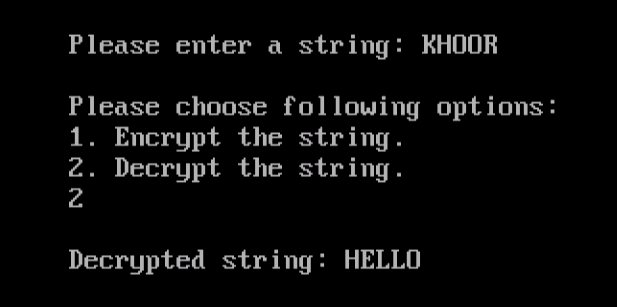 Please enter a string: KHOOR
Please choose following options:
1. Encrypt the string.
2. Decrypt the string.
2
Decrypted string: HELLO